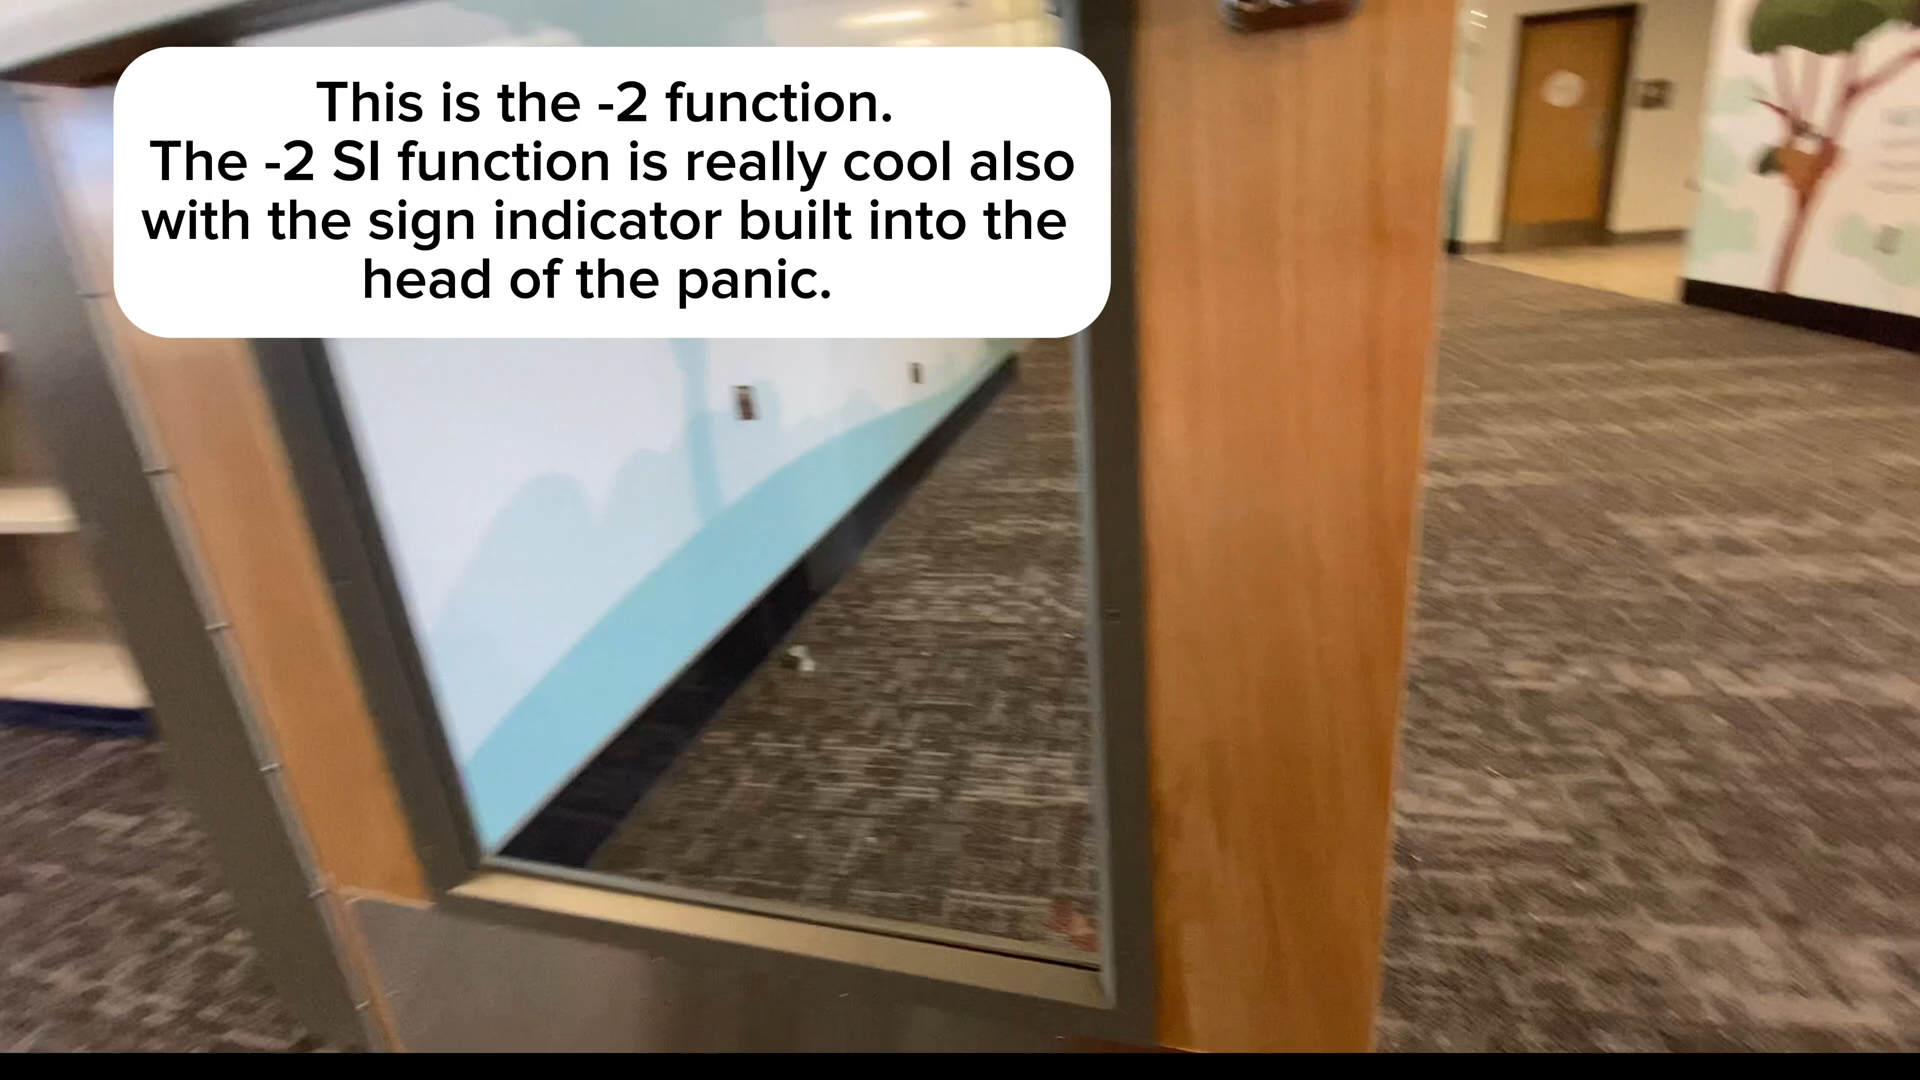 This is the -2 function.
The -2 SI function is really cool also
with the sign indicator built into the
head of the panic.